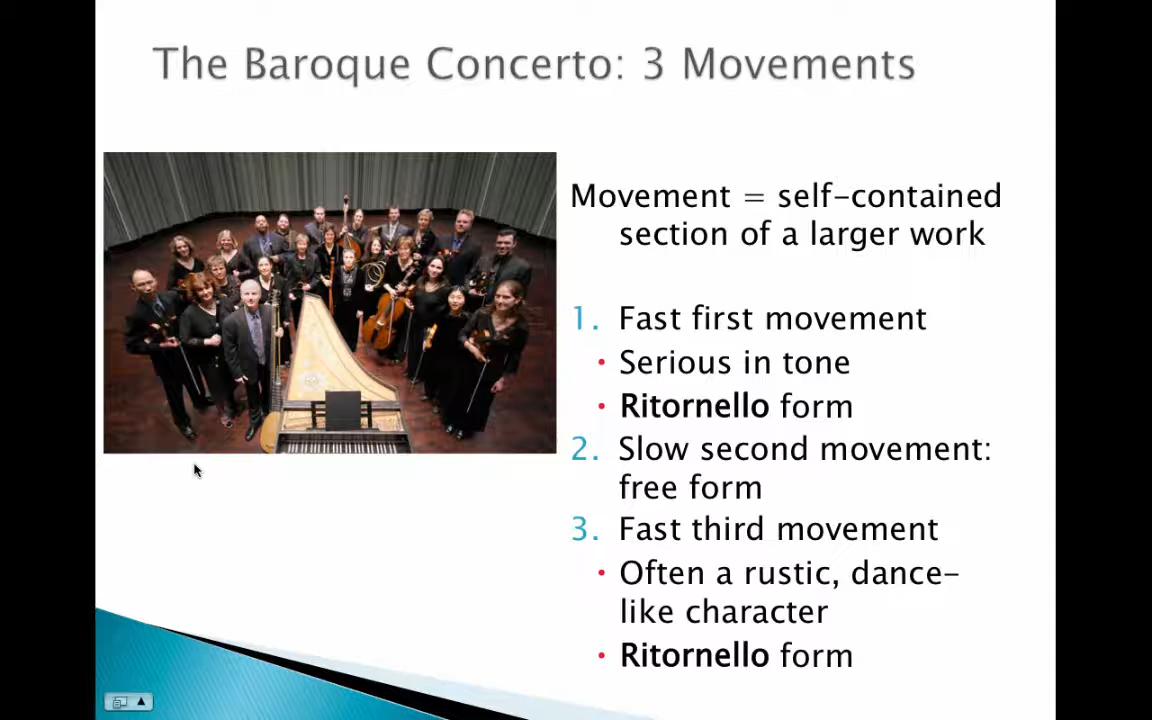 The Baroque Concerto: 3 Movements
Movement = self-contained
section of a larger work
1. Fast first movement
• Serious in tone
• Ritornello form
2. Slow second movement:
free form
3. Fast third movement
• Often a rustic, dance-
like character
• Ritornello form